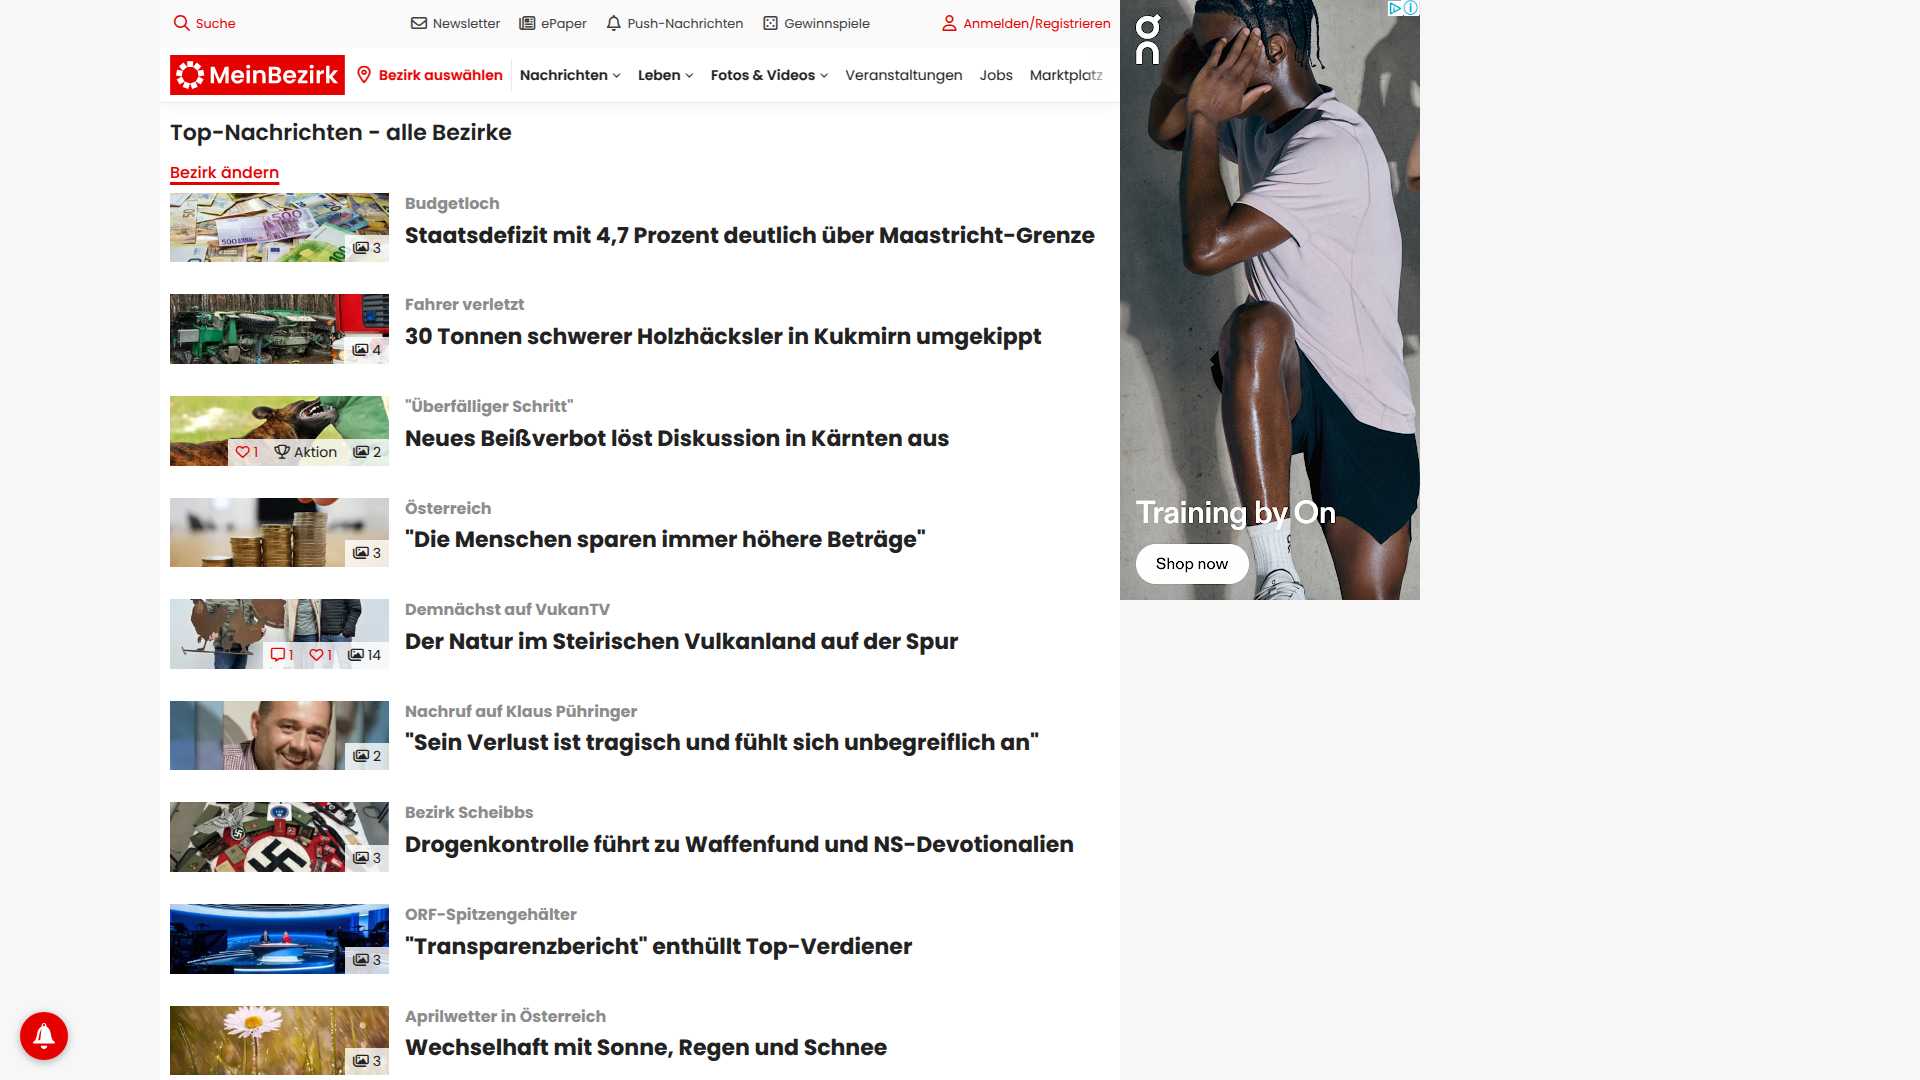 Suche
Newsletter
ePaper
Push-Nachrichten
Gewinnspiele
Anmelden/Registrieren
MeinBezirk
Bezirk auswählen
Nachrichten
Leben
Fotos & Videos
Veranstaltungen
Jobs
Marktplatz
Top-Nachrichten - alle Bezirke
Bezirk ändern
3
Budgetloch
Staatsdefizit mit 4,7 Prozent deutlich über Maastricht-Grenze
4
Fahrer verletzt
30 Tonnen schwerer Holzhäcksler in Kukmirn umgekippt
1 Aktion 2
"Überfälliger Schritt"
Neues Beißverbot löst Diskussion in Kärnten aus
3
Österreich
"Die Menschen sparen immer höhere Beträge"
1 1 14
Demnächst auf VukanTV
Der Natur im Steirischen Vulkanland auf der Spur
2
Nachruf auf Klaus Pühringer
"Sein Verlust ist tragisch und fühlt sich unbegreiflich an"
3
Bezirk Scheibbs
Drogenkontrolle führt zu Waffenfund und NS-Devotionalien
3
ORF-Spitzengehälter
"Transparenzbericht" enthüllt Top-Verdiener
3
Aprilwetter in Österreich
Wechselhaft mit Sonne, Regen und Schnee
On
Training by On
Shop now